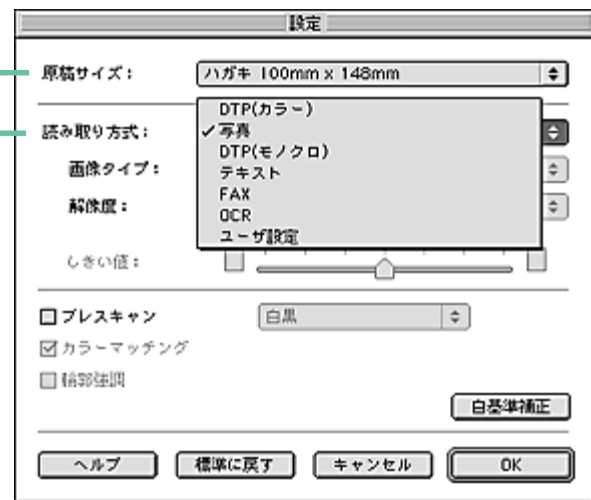 設定
原稿サイズ： ハガキ 100mm x 148mm
DTP(カラー)
読み取り方式： ✓写真
DTP(モノクロ)
画像タイプ： テキスト
FAX
解像度： OCR
ユーザ設定
しきい値：
プレスキャン 白黒
カラーマッチング
輪郭強調
白基準補正
ヘルプ 標準に戻す キャンセル OK